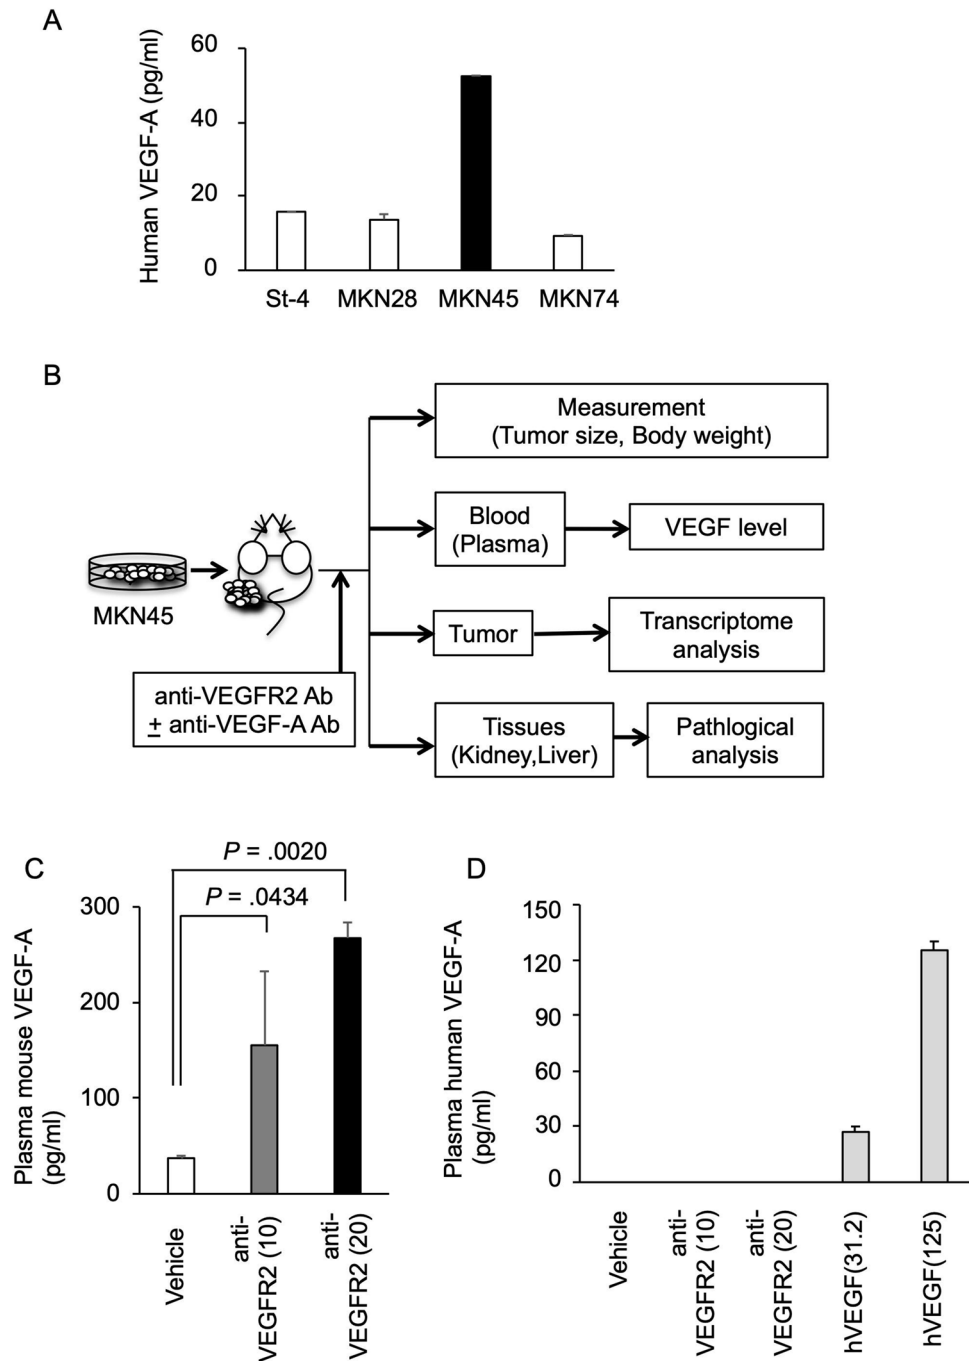 A
Human VEGF-A (pg/ml)
60
40
20
0
St-4 MKN28 MKN45 MKN74
B
MKN45
anti-VEGFR2 Ab
± anti-VEGF-A Ab
Measurement
(Tumor size, Body weight)
Blood
(Plasma)
VEGF level
Tumor
Transcriptome
analysis
Tissues
(Kidney,Liver)
Pathlogical
analysis
C
P = .0020
P = .0434
Plasma mouse VEGF-A
(pg/ml)
300
200
100
0
Vehicle
anti-
VEGFR2 (10)
anti-
VEGFR2 (20)
D
Plasma human VEGF-A
(pg/ml)
150
120
90
60
30
0
Vehicle
anti-
VEGFR2 (10)
anti-
VEGFR2 (20)
hVEGF(31.2)
hVEGF(125)